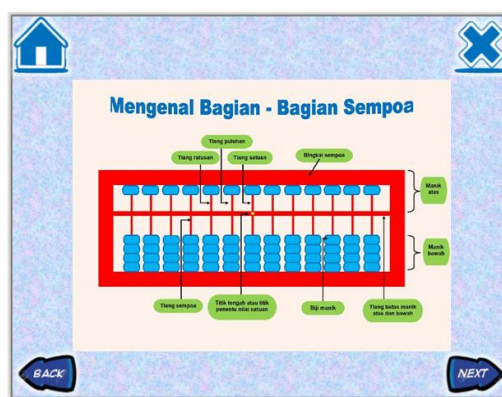 Mengenal Bagian - Bagian Sempoa
Tiang puluhan
Tiang ratusan
Tiang satuan
Bingkai sempoa
Manik
atas
Manik
bawah
Tiang sempoa
Titik tengah atau titik
penentu nilai satuan
Biji manik
Tiang batas manik
atas dan bawah
BACK
NEXT